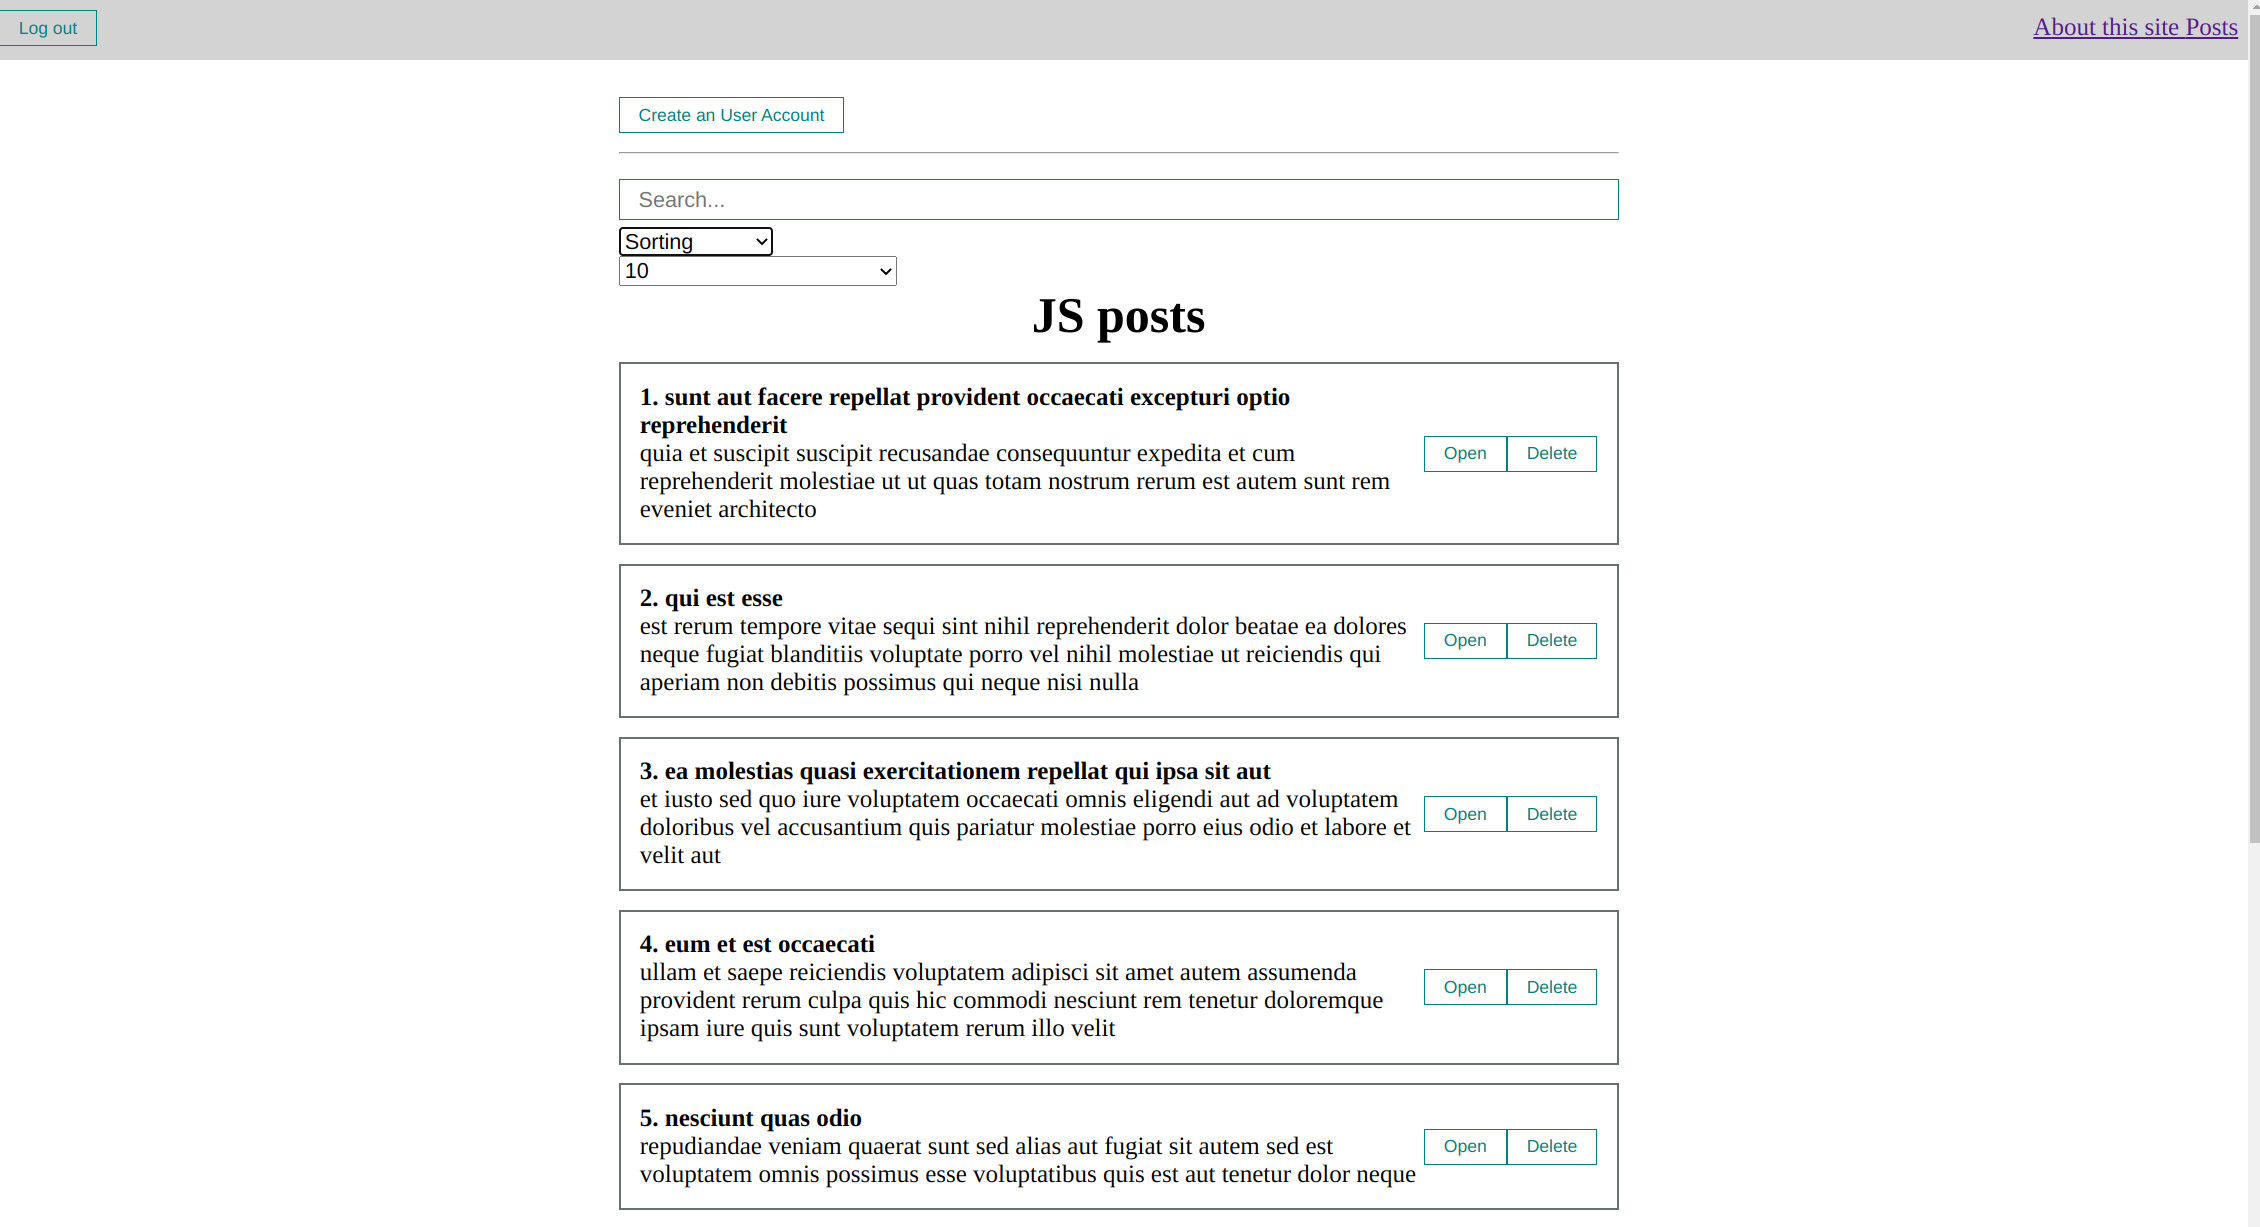 Log out
About this site Posts
Create an User Account
Search...
Sorting
10
JS posts
1. sunt aut facere repellat provident occaecati excepturi optio
reprehenderit
quia et suscipit suscipit recusandae consequuntur expedita et cum
reprehenderit molestiae ut ut quas totam nostrum rerum est autem sunt rem
eveniet architecto
Open
Delete
2. qui est esse
est rerum tempore vitae sequi sint nihil reprehenderit dolor beatae ea dolores
neque fugiat blanditiis voluptate porro vel nihil molestiae ut reiciendis qui
aperiam non debitis possimus qui neque nisi nulla
Open
Delete
3. ea molestias quasi exercitationem repellat qui ipsa sit aut
et iusto sed quo iure voluptatem occaecati omnis eligendi aut ad voluptatem
doloribus vel accusantium quis pariatur molestiae porro eius odio et labore et
velit aut
Open
Delete
4. eum et est occaecati
ullam et saepe reiciendis voluptatem adipisci sit amet autem assumenda
provident rerum culpa quis hic commodi nesciunt rem tenetur doloremque
ipsam iure quis sunt voluptatem rerum illo velit
Open
Delete
5. nesciunt quas odio
repudiandae veniam quaerat sunt sed alias aut fugiat sit autem sed est
voluptatem omnis possimus esse voluptatibus quis est aut tenetur dolor neque
Open
Delete